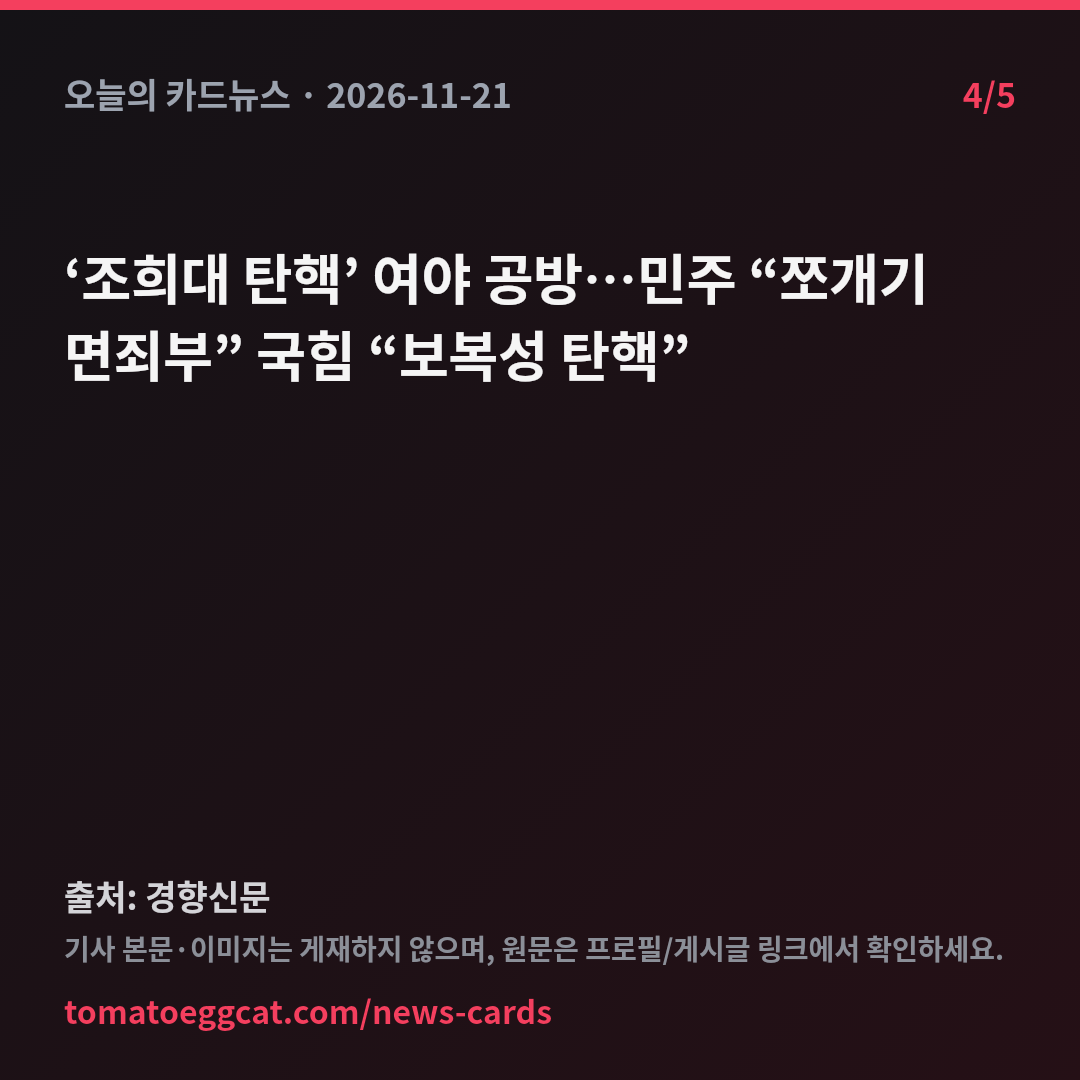 오늘의 카드뉴스 · 2026-11-21
4/5
‘조희대 탄핵’ 여야 공방…민주 “쪼개기
면죄부” 국힘 “보복성 탄핵”
출처: 경향신문
기사 본문·이미지는 게재하지 않으며, 원문은 프로필/게시글 링크에서 확인하세요.
tomatoeggcat.com/news-cards